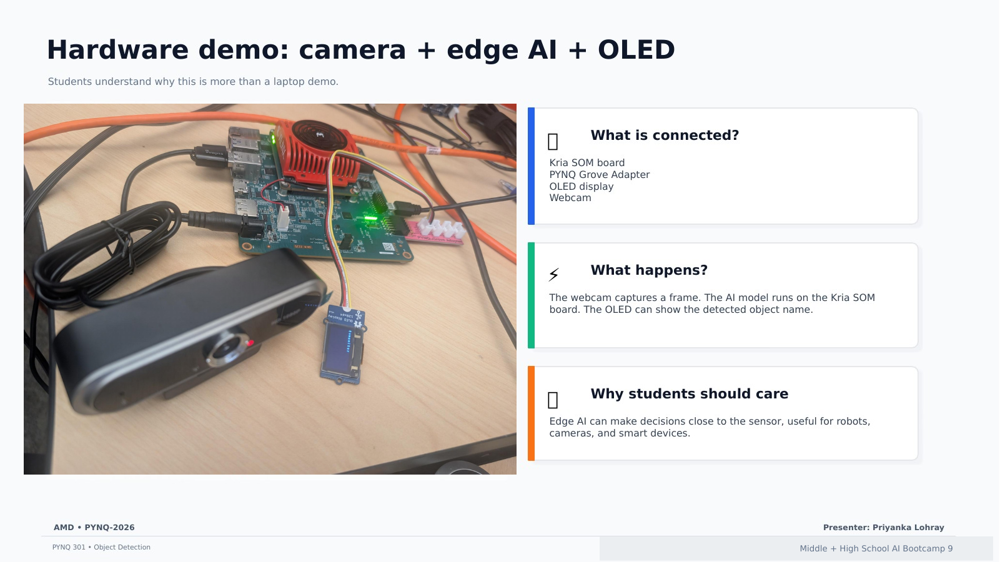 Hardware demo: camera + edge AI + OLED
Students understand why this is more than a laptop demo.
What is connected?
Kria SOM board
PYNQ Grove Adapter
OLED display
Webcam
⚡ What happens?
The webcam captures a frame. The AI model runs on the Kria SOM
board. The OLED can show the detected object name.
Why students should care
Edge AI can make decisions close to the sensor, useful for robots,
cameras, and smart devices.
OLED Display
128x64
tvmonitor
AMD • PYNQ-2026
Presenter: Priyanka Lohray
PYNQ 301 • Object Detection
Middle + High School AI Bootcamp 9